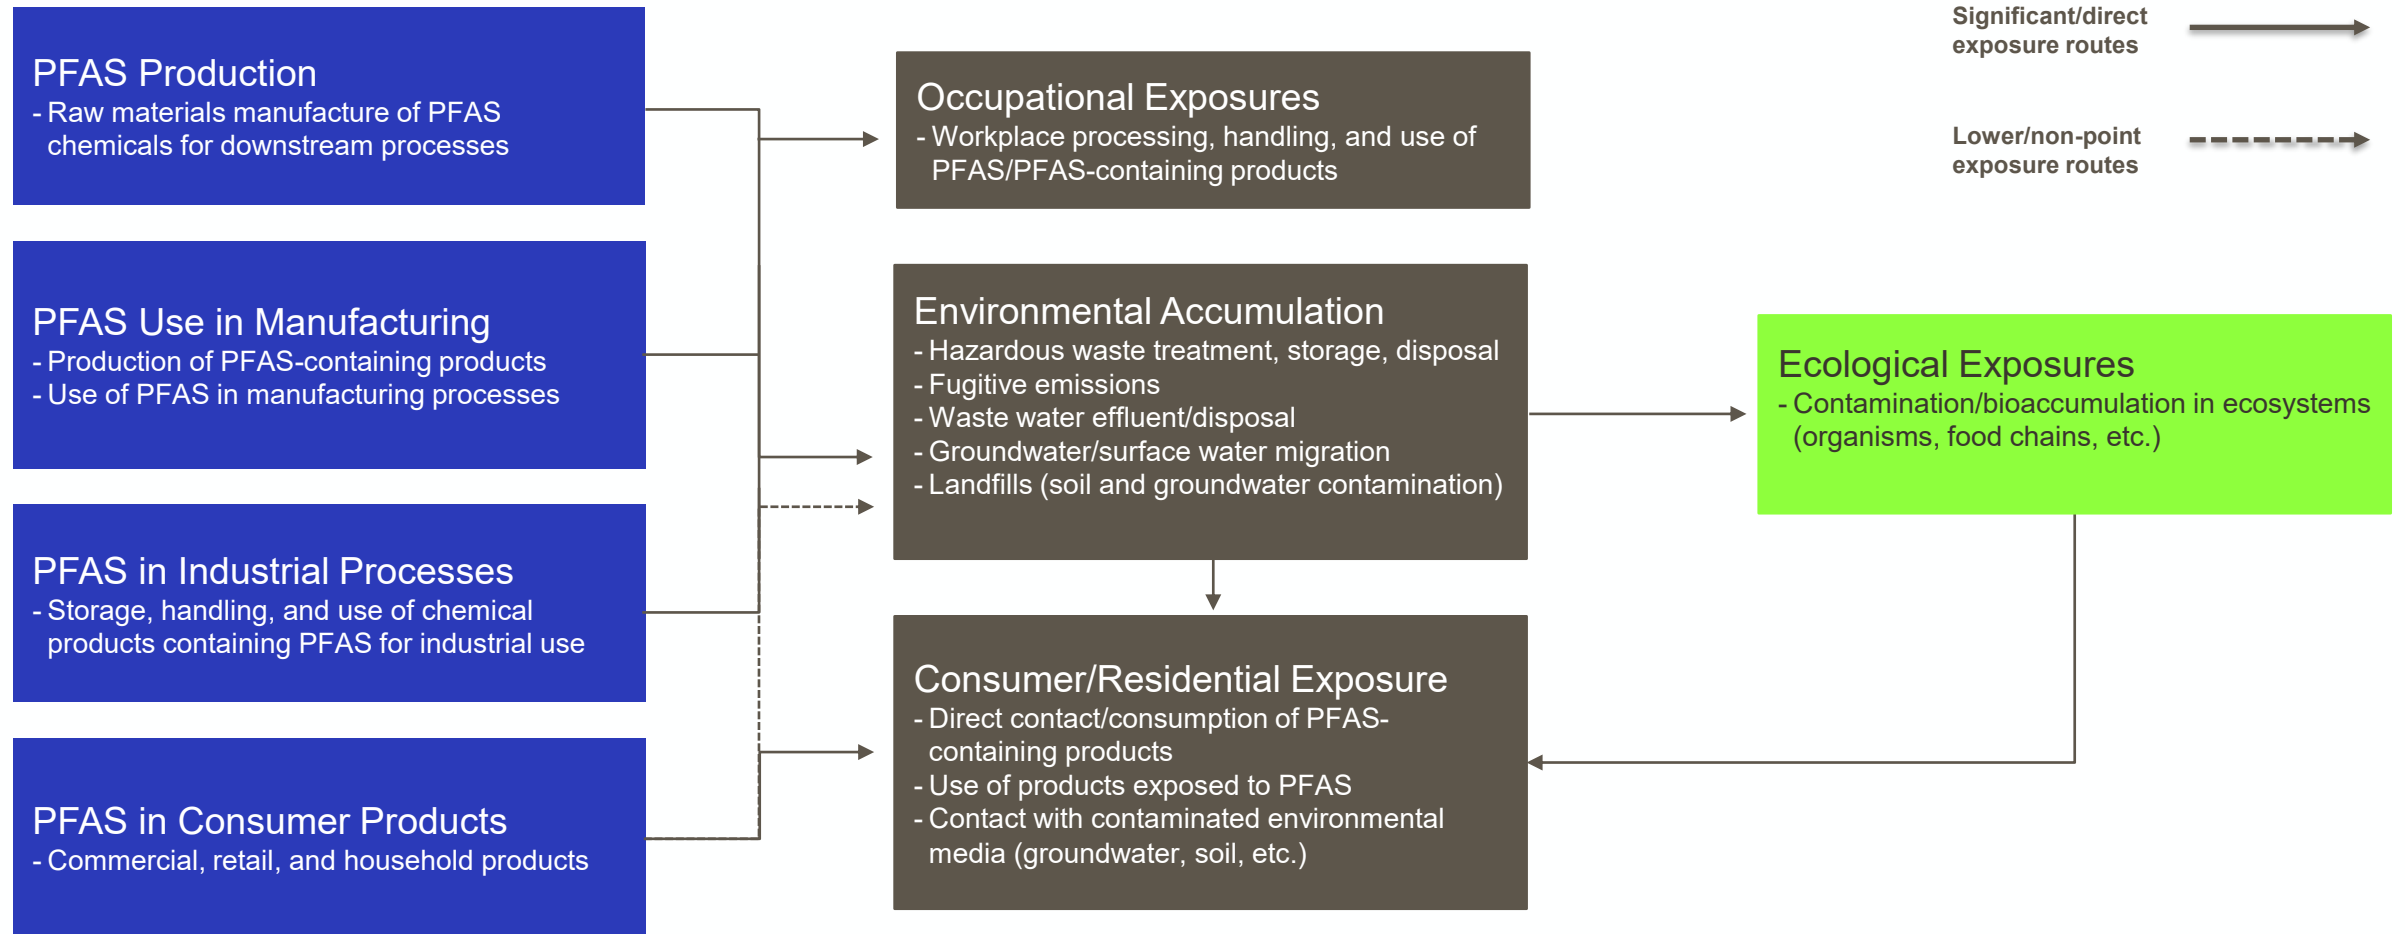 PFAS Production
- Raw materials manufacture of PFAS
chemicals for downstream processes
PFAS Use in Manufacturing
- Production of PFAS-containing products
- Use of PFAS in manufacturing processes
PFAS in Industrial Processes
- Storage, handling, and use of chemical
products containing PFAS for industrial use
PFAS in Consumer Products
- Commercial, retail, and household products
Occupational Exposures
- Workplace processing, handling, and use of
PFAS/PFAS-containing products
Environmental Accumulation
- Hazardous waste treatment, storage, disposal
- Fugitive emissions
- Waste water effluent/disposal
- Groundwater/surface water migration
- Landfills (soil and groundwater contamination)
Consumer/Residential Exposure
- Direct contact/consumption of PFAS-
containing products
- Use of products exposed to PFAS
- Contact with contaminated environmental
media (groundwater, soil, etc.)
Significant/direct
exposure routes
Lower/non-point
exposure routes
Ecological Exposures
- Contamination/bioaccumulation in ecosystems
(organisms, food chains, etc.)